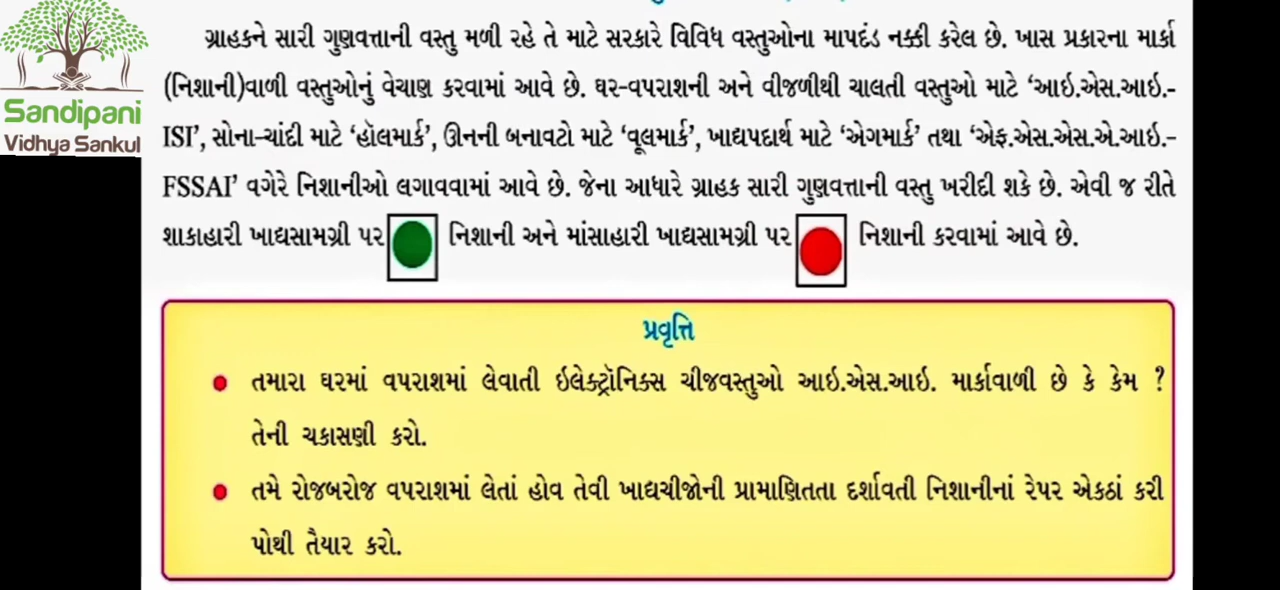 Sandipani
Vidhya Sankul
ગ્રાહકને સારી ગુણવત્તાની વસ્તુ મળી રહે તે માટે સરકારે વિવિધ વસ્તુઓના માપદંડ નક્કી કરેલ છે. ખાસ પ્રકારના માર્કા
(નિશાની)વાળી વસ્તુઓનું વેચાણ કરવામાં આવે છે. ઘર-વપરાશની અને વીજળીથી ચાલતી વસ્તુઓ માટે ‘આઇ.એસ.આઇ.-
ISI’, સોના-ચાંદી માટે ‘હૉલમાર્ક’, ઊનની બનાવટો માટે ‘વૂલમાર્ક’, ખાદ્યપદાર્થ માટે ‘એગમાર્ક’ તથા ‘એફ.એસ.એસ.એ.આઇ.-
FSSAI’ વગેરે નિશાનીઓ લગાવવામાં આવે છે. જેના આધારે ગ્રાહક સારી ગુણવત્તાની વસ્તુ ખરીદી શકે છે. એવી જ રીતે
શાકાહારી ખાદ્યસામગ્રી પર નિશાની અને માંસાહારી ખાદ્યસામગ્રી પર નિશાની કરવામાં આવે છે.
પ્રવૃત્તિ
તમારા ઘરમાં વપરાશમાં લેવાતી ઇલેક્ટ્રૉનિક્સ ચીજવસ્તુઓ આઇ.એસ.આઇ. માર્કાવાળી છે કે કેમ ?
તેની ચકાસણી કરો.
તમે રોજબરોજ વપરાશમાં લેતાં હોવ તેવી ખાદ્યચીજોની પ્રામાણિતતા દર્શાવતી નિશાનીનાં રેપર એકઠાં કરી
પોથી તૈયાર કરો.